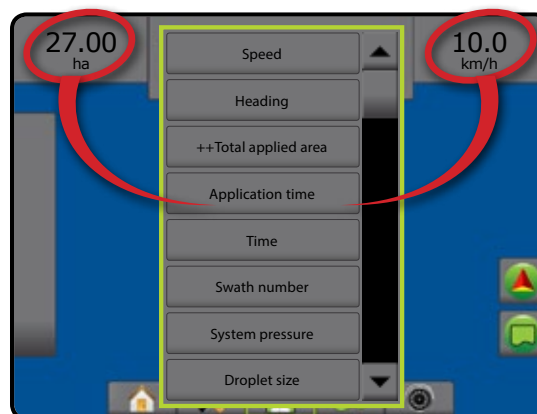 27.00
ha
10.0
km/h
Speed
Heading
++Total applied area
Application time
Time
Swath number
System pressure
Droplet size